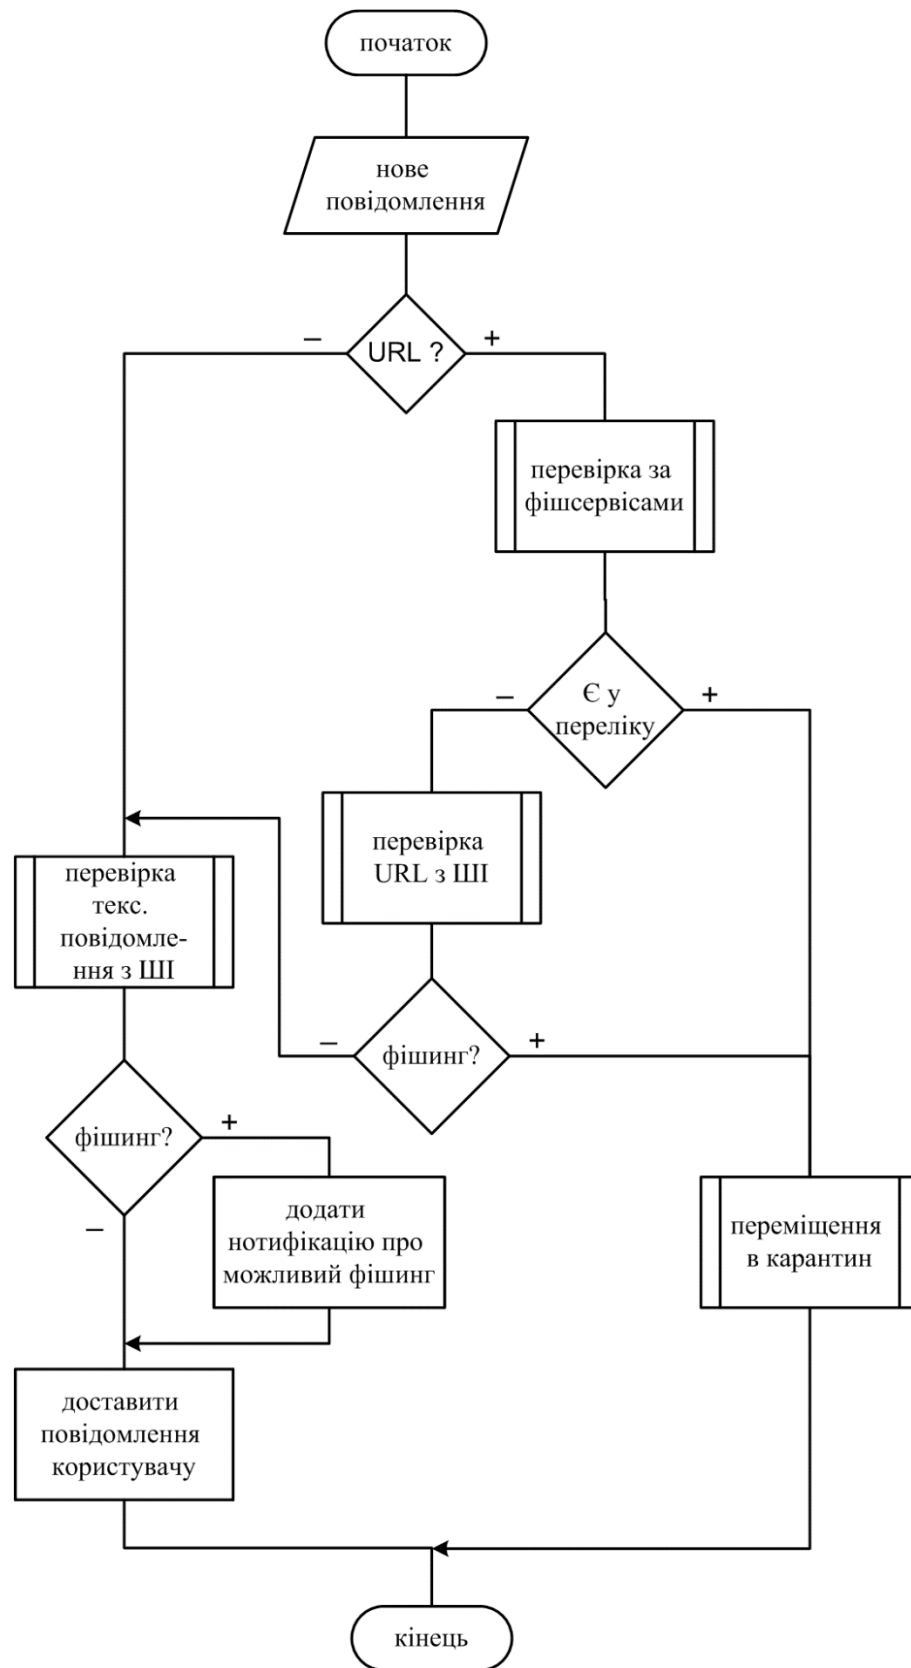 початок
нове
повідомлення
–
URL ?
+
перевірка за
фішсервісами
–
Є у
переліку
+
перевірка
URL з ШІ
перевірка
текс.
повідомле-
ння з ШІ
–
фішинг?
+
фішинг?
+
–
додати
нотифікацію про
можливий фішинг
переміщення
в карантин
доставити
повідомлення
користувачу
кінець